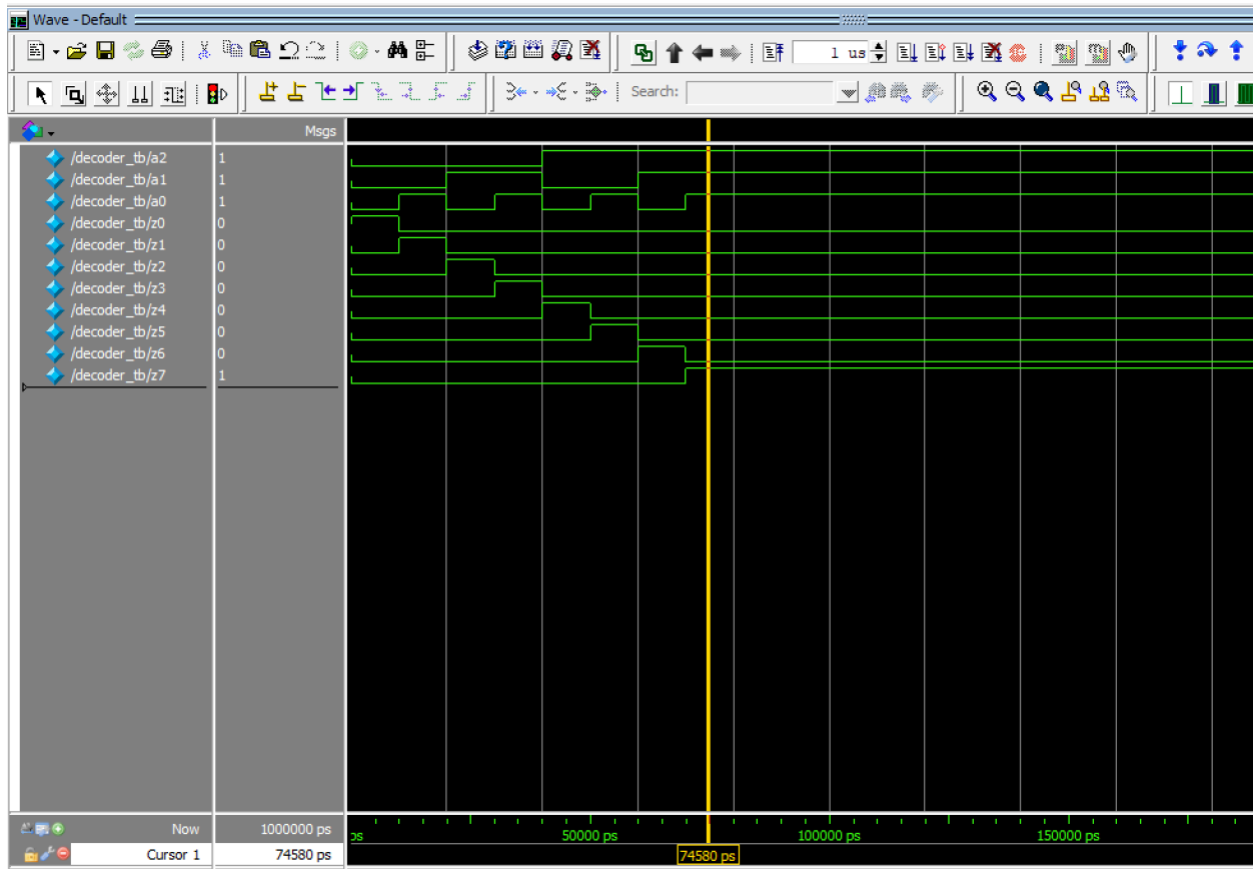 Wave - Default
1 us
Search:
Msgs
/decoder_tb/a2 1
/decoder_tb/a1 1
/decoder_tb/a0 1
/decoder_tb/z0 0
/decoder_tb/z1 0
/decoder_tb/z2 0
/decoder_tb/z3 0
/decoder_tb/z4 0
/decoder_tb/z5 0
/decoder_tb/z6 0
/decoder_tb/z7 1
Now 1000000 ps ps 50000 ps 100000 ps 150000 ps
Cursor 1 74580 ps 74580 ps